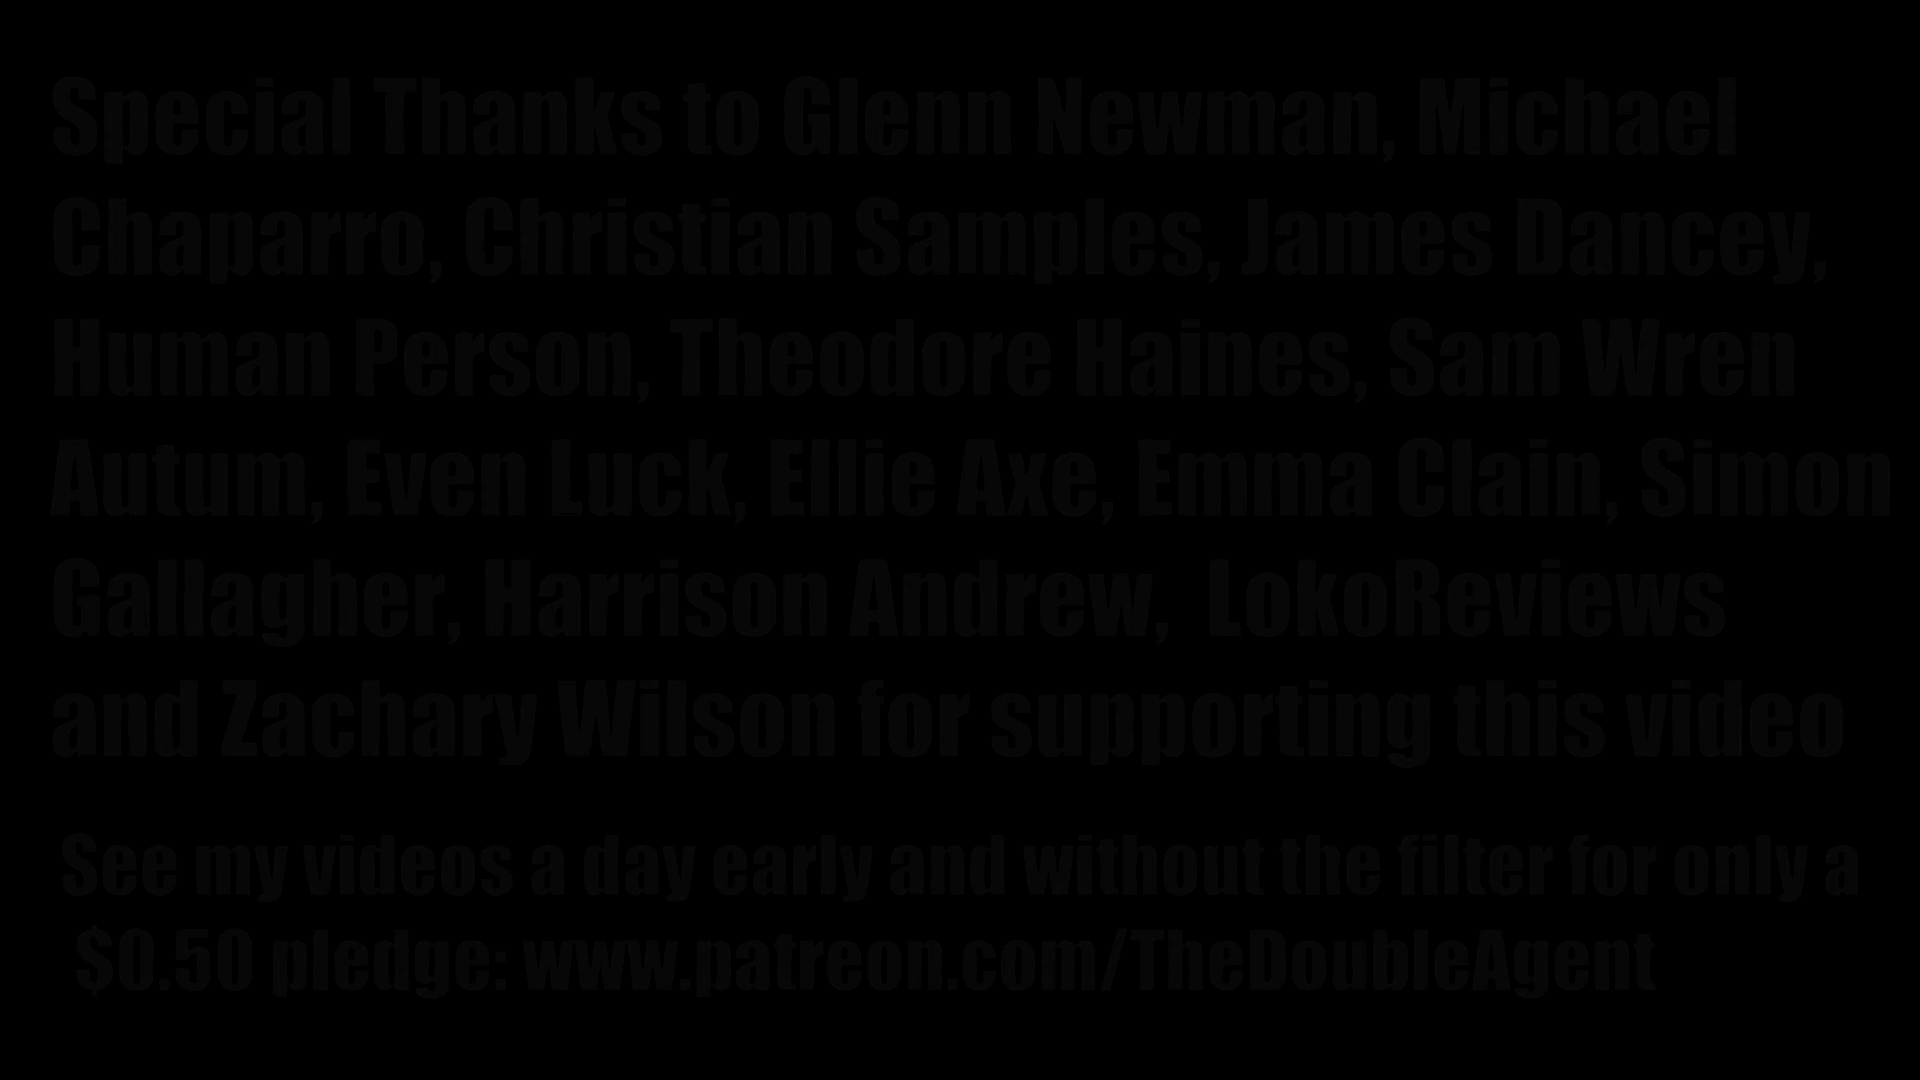 Special Thanks to Glenn Newman, Michael
Chaparro, Christian Samples, James Dancey,
Human Person, Theodore Haines, Sam Wren
Autum, Even Luck, Ellie Axe, Emma Clain, Simon
Gallagher, Harrison Andrew, LokoReviews
and Zachary Wilson for supporting this video
See my videos a day early and without the filter for only a
$0.50 pledge: www.patreon.com/TheDoubleAgent